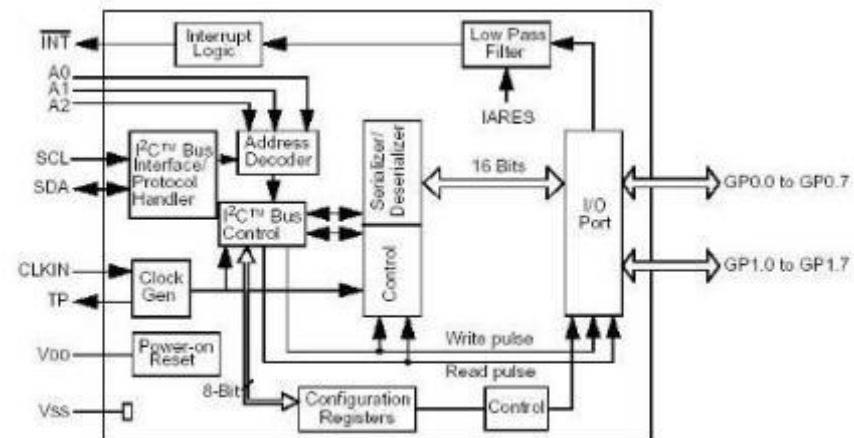 INT
Interrupt
Logic
Low Pass
Filter
IARES
A0
A1
A2
SCL
SDA
I²C™ Bus
Interface/
Protocol
Handler
Address
Decoder
I²C™ Bus
Control
Serializer/
Deserializer
Control
16 Bits
I/O
Port
GP0.0 to GP0.7
GP1.0 to GP1.7
CLKIN
TP
Clock
Gen
VDD
Power-on
Reset
VSS
Write pulse
Read pulse
8-Bit
Configuration
Registers
Control